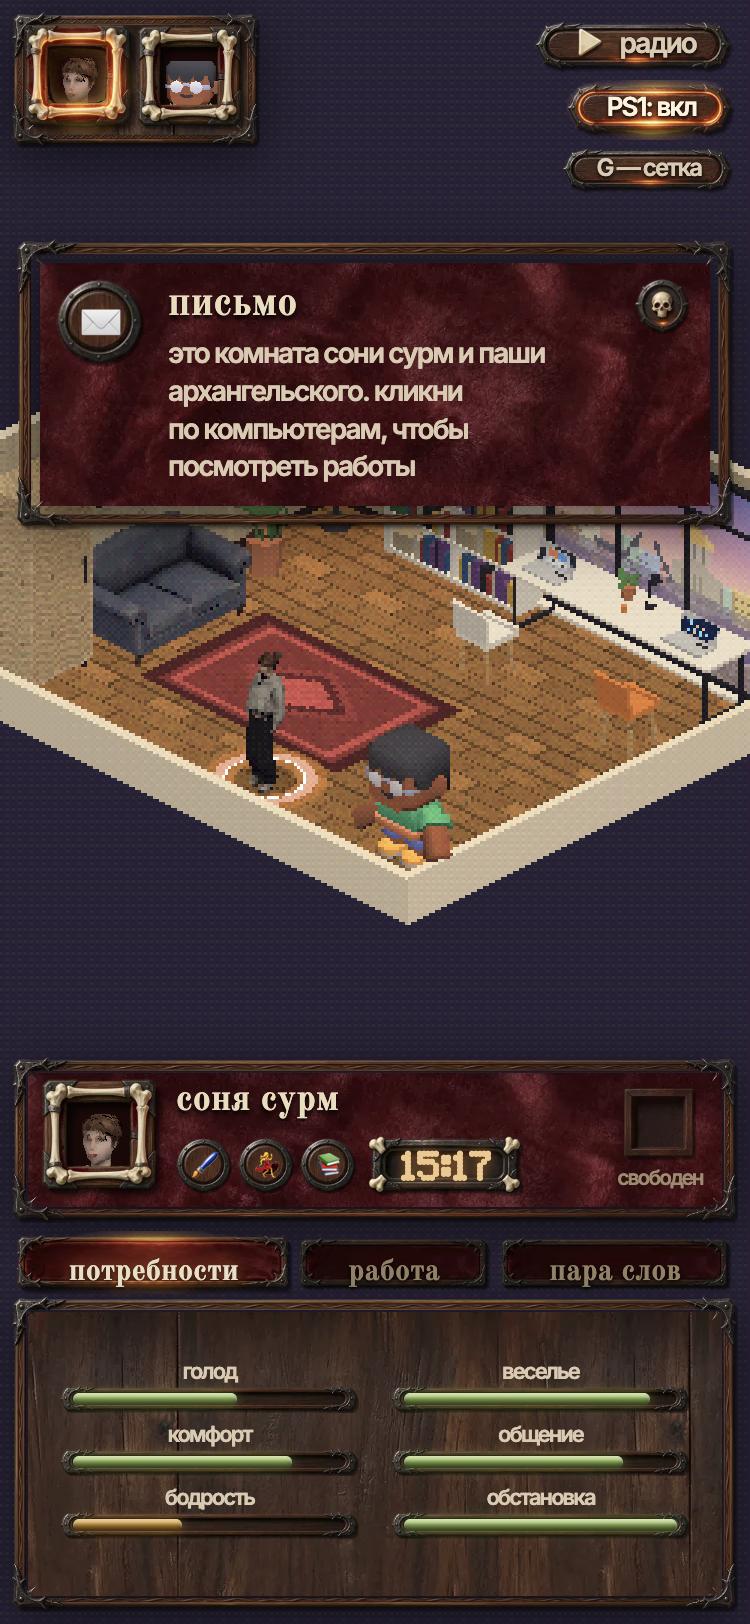 радио
PS1: вкл
G — сетка
письмо
это комната сони сурм и паши
архангельского. кликни
по компьютерам, чтобы
посмотреть работы
соня сурм
15:17
свободен
потребности
работа
пара слов
голод
веселье
комфорт
общение
бодрость
обстановка